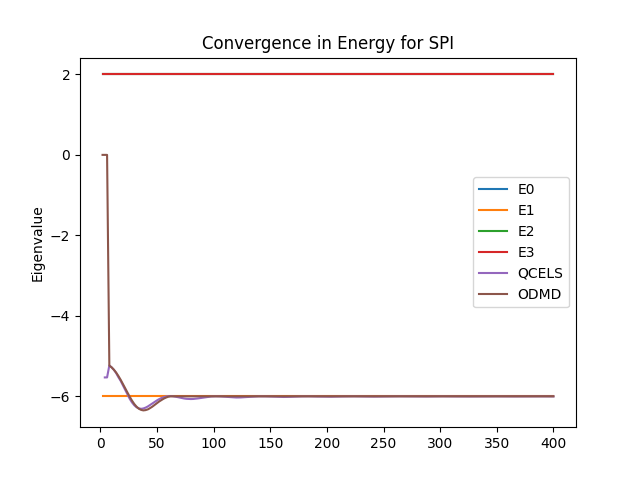 Convergence in Energy for SPI
2
0
−2
−4
−6
Eigenvalue
E0
E1
E2
E3
QCELS
ODMD
0 50 100 150 200 250 300 350 400